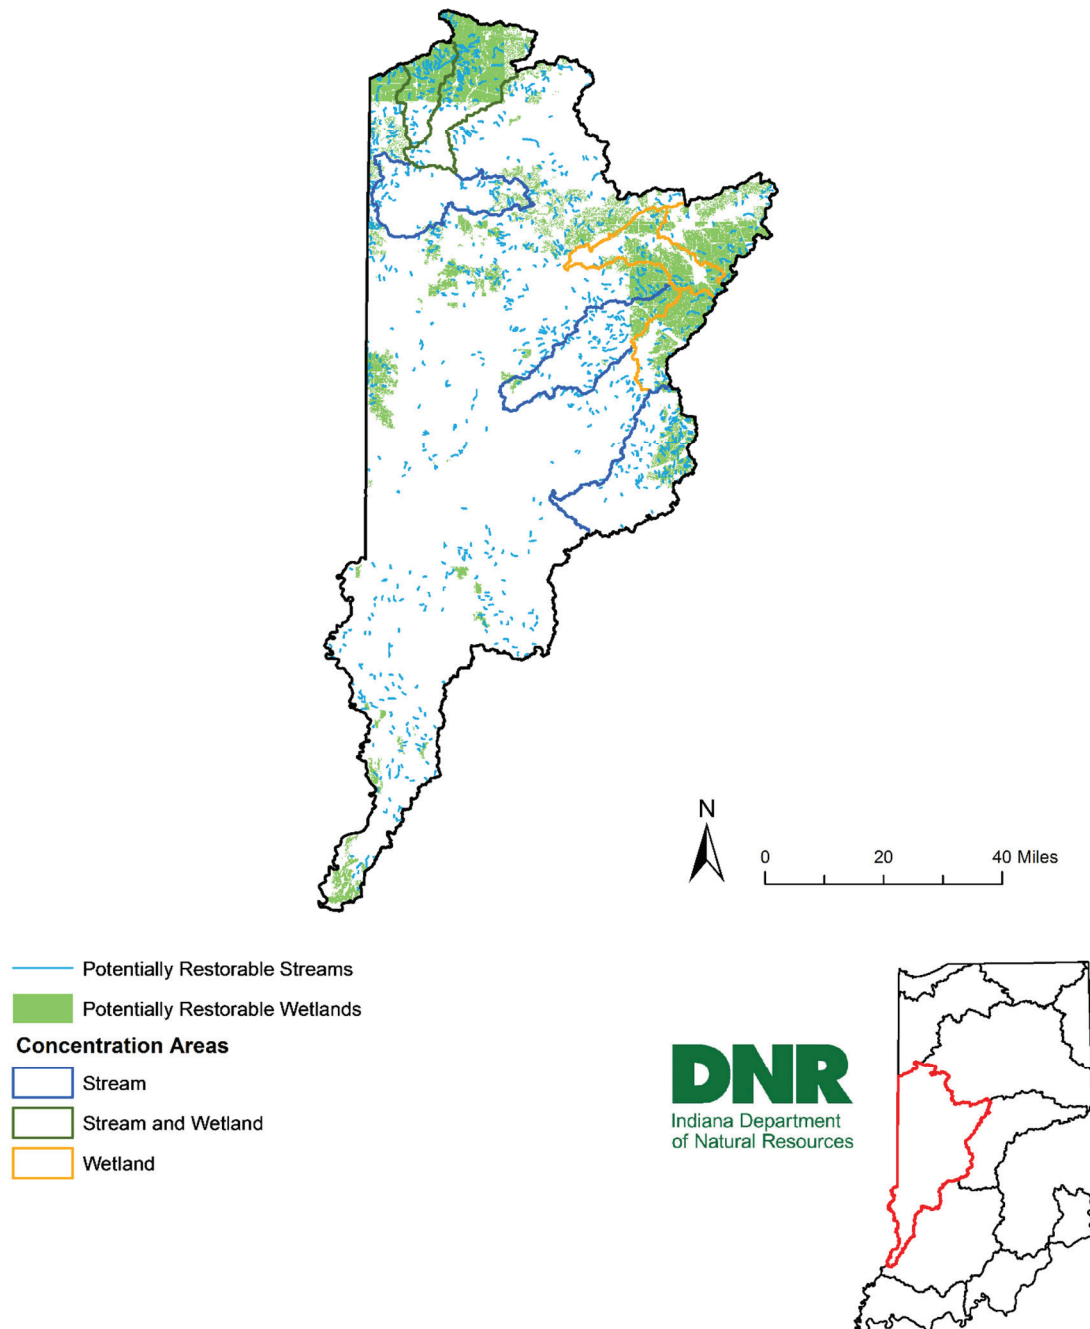 N
0 20 40 Miles
Potentially Restorable Streams
Potentially Restorable Wetlands
Concentration Areas
Stream
Stream and Wetland
Wetland
DNR
Indiana Department
of Natural Resources